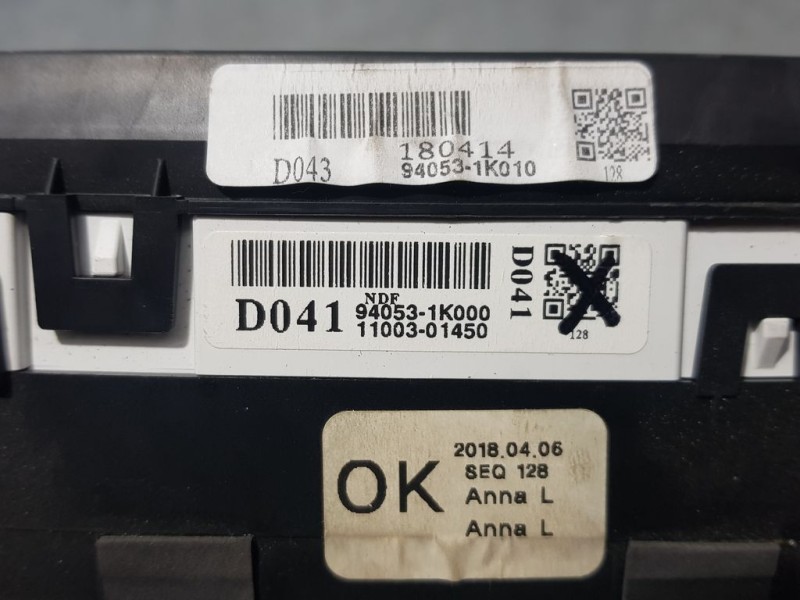 180414
D043 94053-1K010
128
D041
NDF
94053-1K000
11003-01450
D041
128
OK
2018.04.06
SEQ 128
Anna L
Anna L